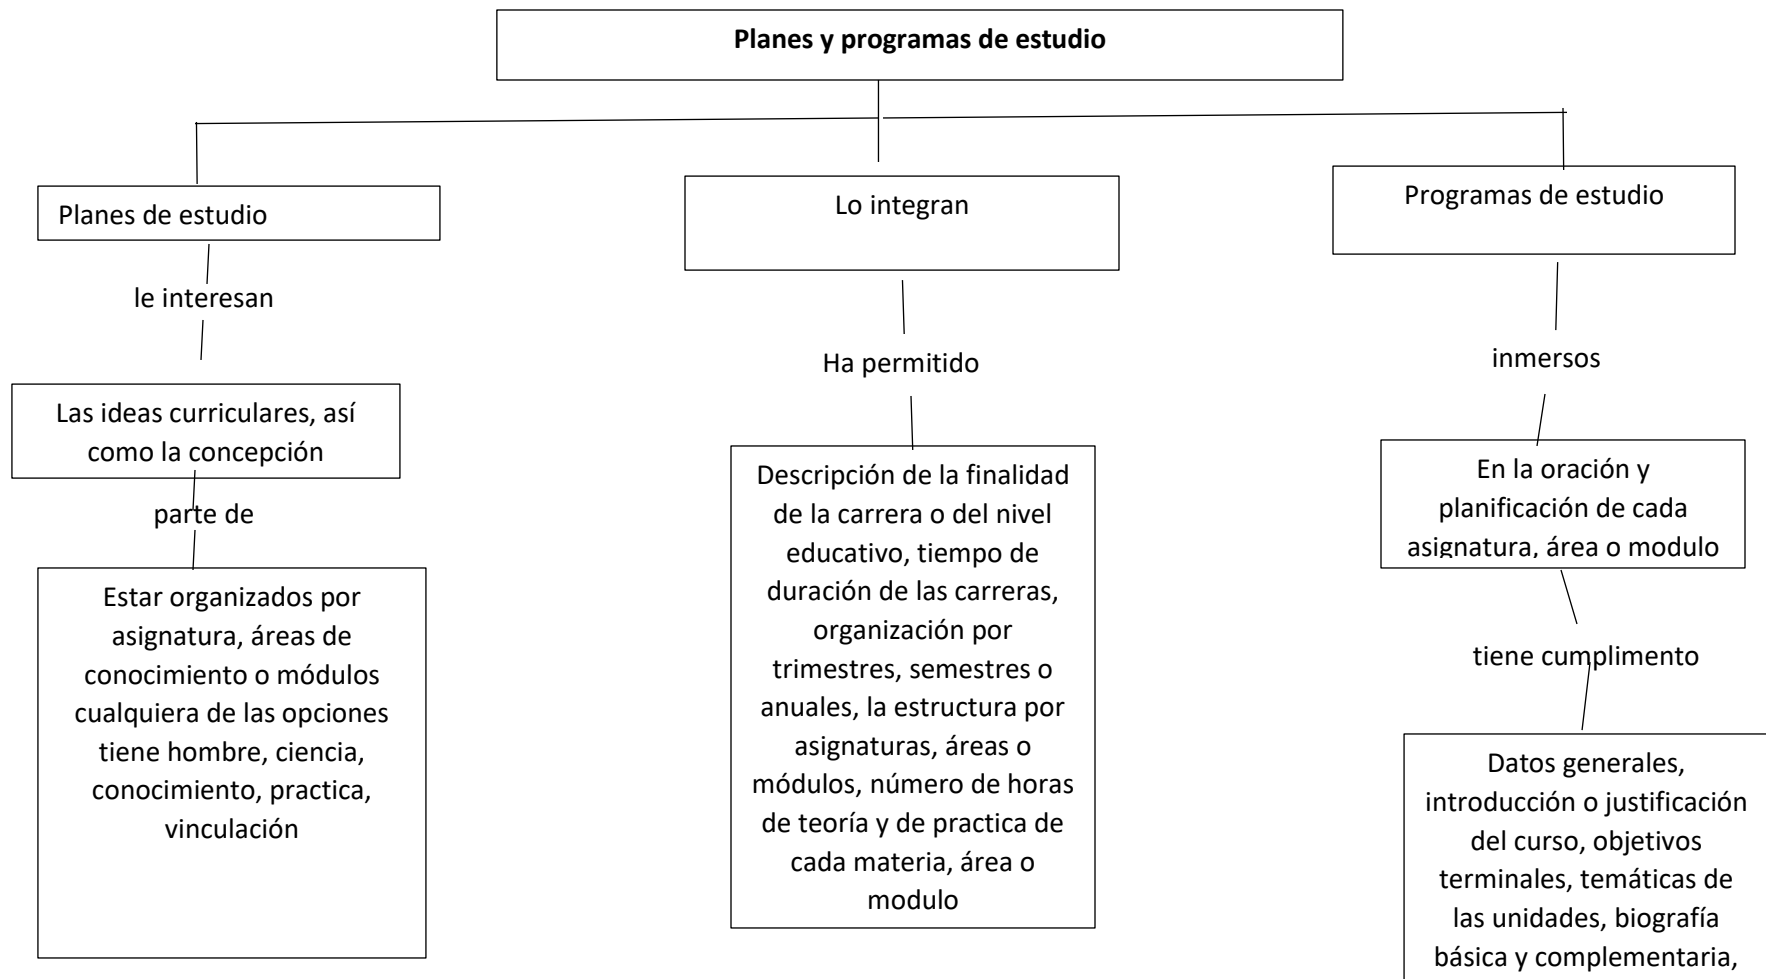 Planes y programas de estudio
Planes de estudio
le interesan
Las ideas curriculares, así
como la concepción
parte de
Estar organizados por
asignatura, áreas de
conocimiento o módulos
cualquiera de las opciones
tiene hombre, ciencia,
conocimiento, practica,
vinculación
Lo integran
Ha permitido
Descripción de la finalidad
de la carrera o del nivel
educativo, tiempo de
duración de las carreras,
organización por
trimestres, semestres o
anuales, la estructura por
asignaturas, áreas o
módulos, número de horas
de teoría y de practica de
cada materia, área o
modulo
Programas de estudio
inmersos
En la oración y
planificación de cada
asignatura, área o modulo
tiene cumplimento
Datos generales,
introducción o justificación
del curso, objetivos
terminales, temáticas de
las unidades, biografía
básica y complementaria,